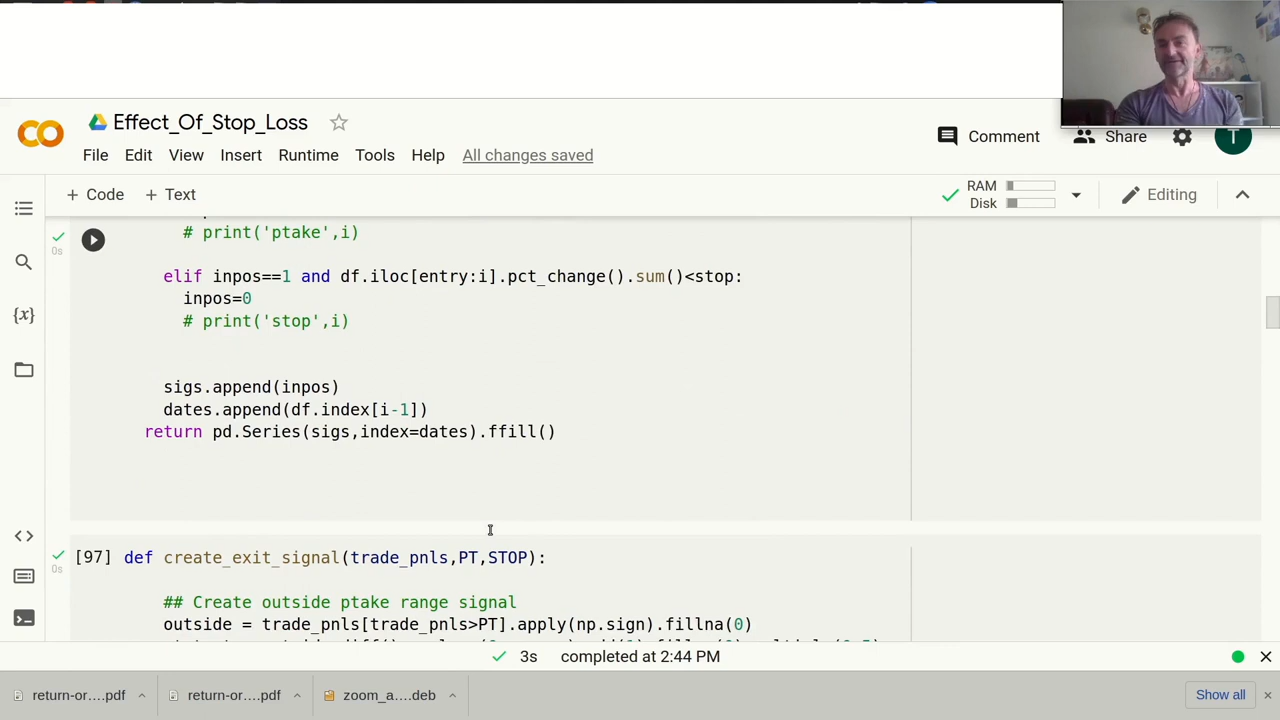 Effect_Of_Stop_Loss
Comment
Share
T
File Edit View Insert Runtime Tools Help All changes saved
+ Code + Text
RAM
Disk
Editing
# print('ptake',i)
0s
elif inpos==1 and df.iloc[entry:i].pct_change().sum()<stop:
inpos=0
{x}
# print('stop',i)
sigs.append(inpos)
dates.append(df.index[i-1])
return pd.Series(sigs,index=dates).ffill()
[97] def create_exit_signal(trade_pnls,PT,STOP):
0s
## Create outside ptake range signal
outside = trade_pnls[trade_pnls>PT].apply(np.sign).fillna(0)
3s completed at 2:44 PM
return-or....pdf
return-or....pdf
zoom_a....deb
Show all